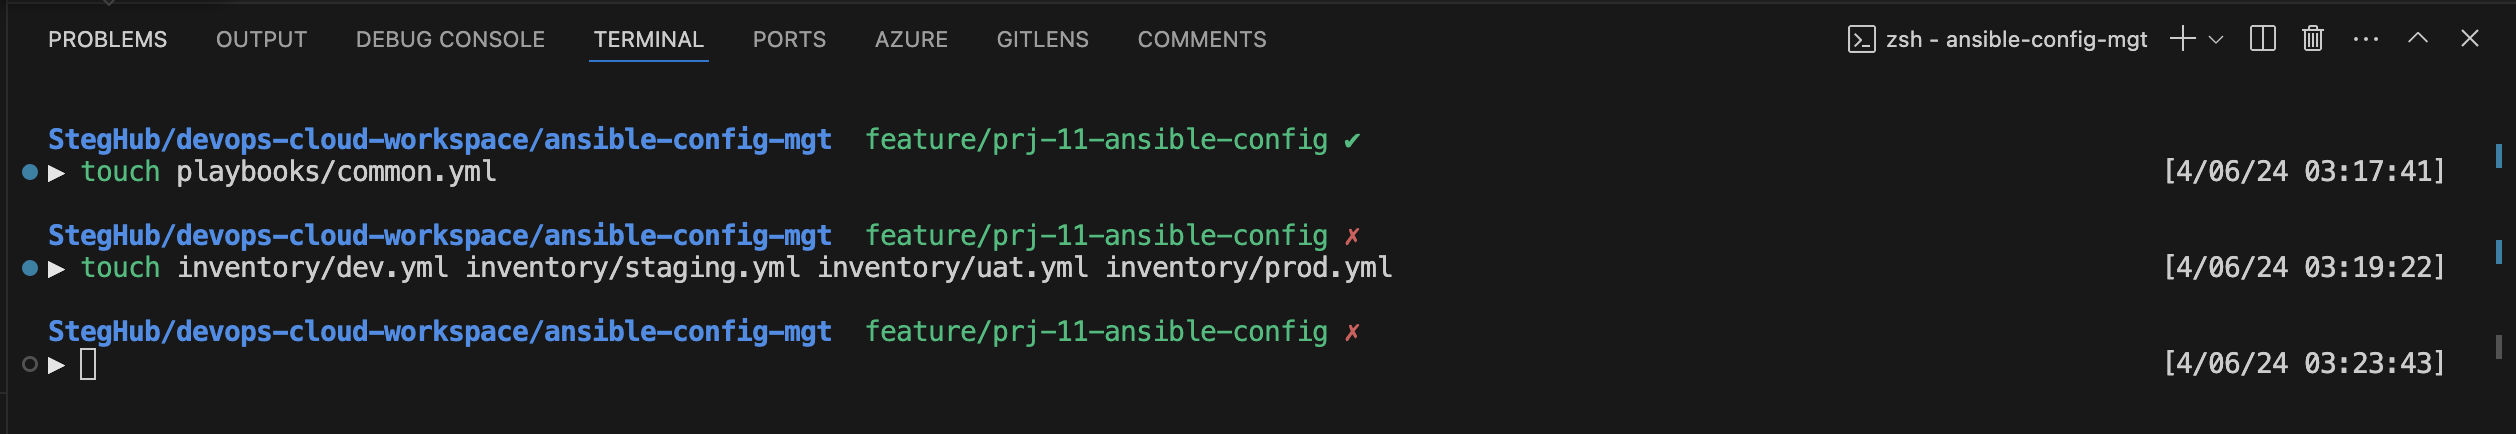 PROBLEMS OUTPUT DEBUG CONSOLE TERMINAL PORTS AZURE GITLENS COMMENTS zsh - ansible-config-mgt
StegHub/devops-cloud-workspace/ansible-config-mgt feature/prj-11-ansible-config ✔
▶ touch playbooks/common.yml [4/06/24 03:17:41]
StegHub/devops-cloud-workspace/ansible-config-mgt feature/prj-11-ansible-config ✗
▶ touch inventory/dev.yml inventory/staging.yml inventory/uat.yml inventory/prod.yml [4/06/24 03:19:22]
StegHub/devops-cloud-workspace/ansible-config-mgt feature/prj-11-ansible-config ✗
▶ [4/06/24 03:23:43]